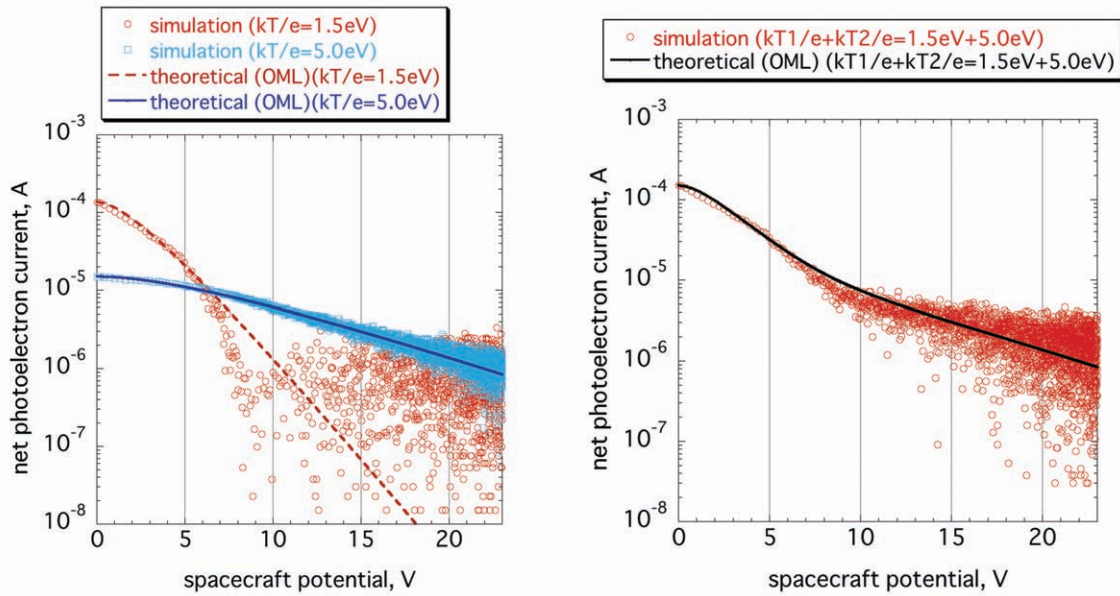 simulation (kT/e=1.5eV)
simulation (kT/e=5.0eV)
theoretical (OML)(kT/e=1.5eV)
theoretical (OML)(kT/e=5.0eV)
net photoelectron current, A
10-3
10-4
10-5
10-6
10-7
10-8
0 5 10 15 20
spacecraft potential, V
simulation (kT1/e+kT2/e=1.5eV+5.0eV)
theoretical (OML) (kT1/e+kT2/e=1.5eV+5.0eV)
net photoelectron current, A
10-3
10-4
10-5
10-6
10-7
10-8
0 5 10 15 20
spacecraft potential, V